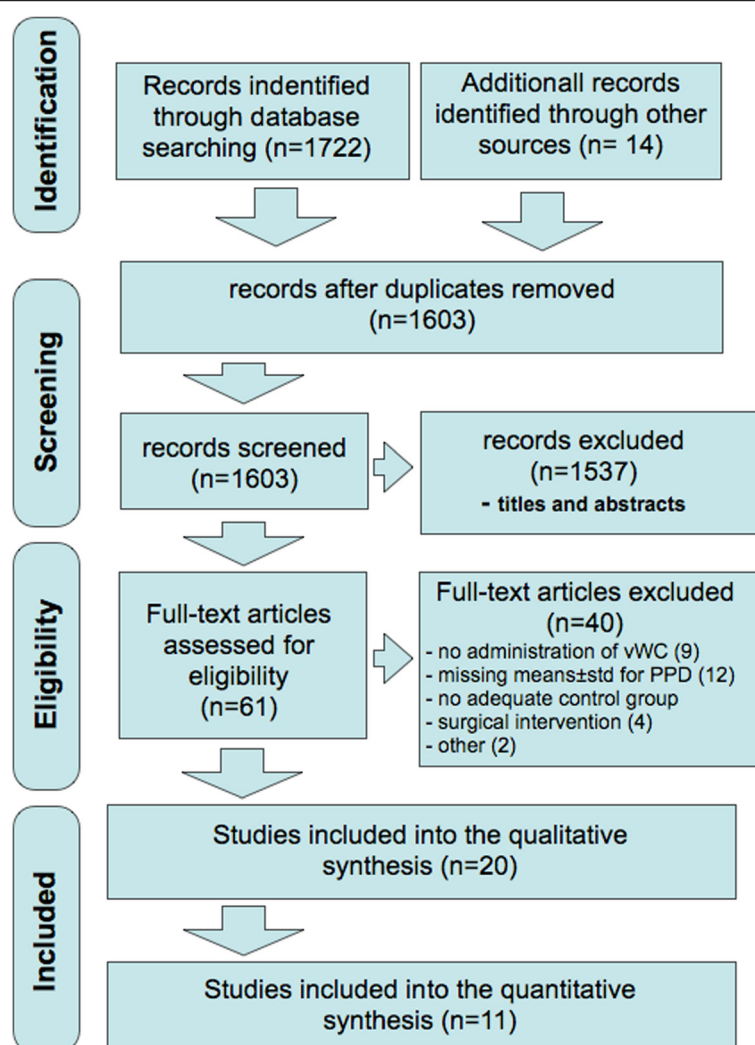 Identification
Records indentified
through database
searching (n=1722)
Additionall records
identified through other
sources (n= 14)
Screening
records after duplicates removed
(n=1603)
records screened
(n=1603)
records excluded
(n=1537)
- titles and abstracts
Eligibility
Full-text articles
assessed for
eligibility
(n=61)
Full-text articles excluded
(n=40)
- no administration of vWC (9)
- missing means±std for PPD (12)
- no adequate control group
- surgical intervention (4)
- other (2)
Included
Studies included into the qualitative
synthesis (n=20)
Studies included into the quantitative
synthesis (n=11)